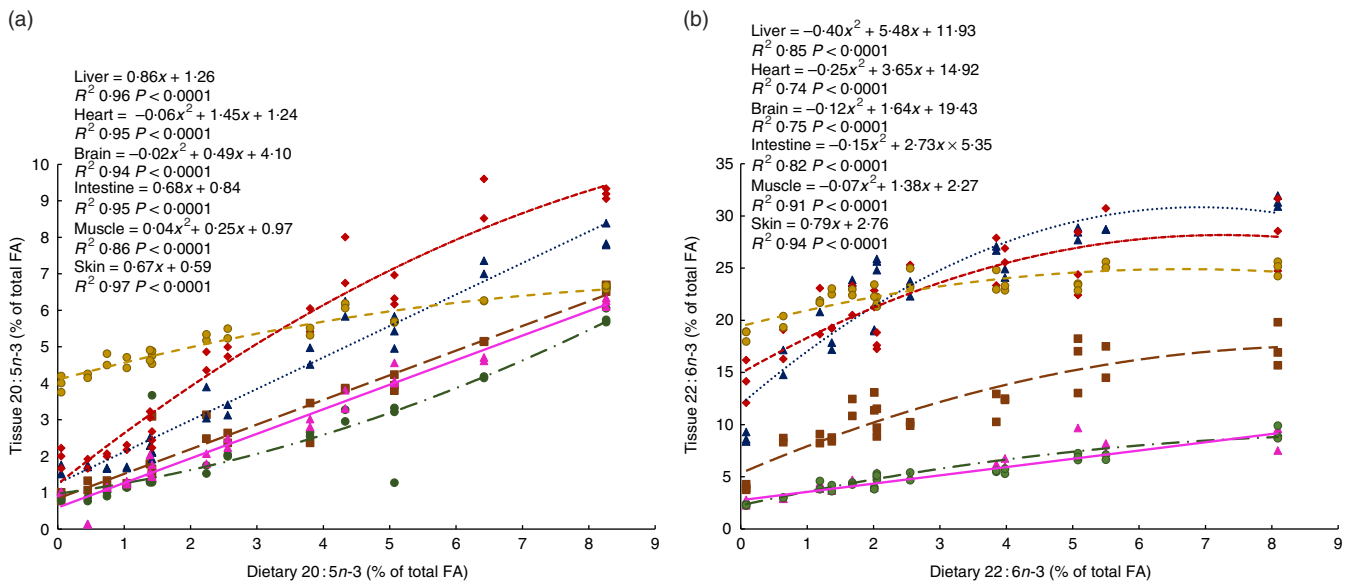 (a)
Liver = 0·86x + 1·26
R² 0·96 P < 0·0001
Heart = −0·06x² + 1·45x + 1·24
R² 0·95 P < 0·0001
Brain = −0·02x² + 0·49x + 4·10
R² 0·94 P < 0·0001
Intestine = 0·68x + 0·84
R² 0·95 P < 0·0001
Muscle = 0·04x² + 0·25x + 0·97
R² 0·86 P < 0·0001
Skin = 0·67x + 0·59
R² 0·97 P < 0·0001
Tissue 20:5n-3 (% of total FA)
10
9
8
7
6
5
4
3
2
1
0
0 1 2 3 4 5 6 7 8 9
Dietary 20:5n-3 (% of total FA)
(b)
Liver = −0·40x² + 5·48x + 11·93
R² 0·85 P < 0·0001
Heart = −0·25x² + 3·65x + 14·92
R² 0·74 P < 0·0001
Brain = −0·12x² + 1·64x + 19·43
R² 0·75 P < 0·0001
Intestine = −0·15x² + 2·73x × 5·35
R² 0·82 P < 0·0001
Muscle = −0·07x² + 1·38x + 2·27
R² 0·91 P < 0·0001
Skin = 0·79x + 2·76
R² 0·94 P < 0·0001
Tissue 22:6n-3 (% of total FA)
35
30
25
20
15
10
5
0
0 1 2 3 4 5 6 7 8 9
Dietary 22:6n-3 (% of total FA)